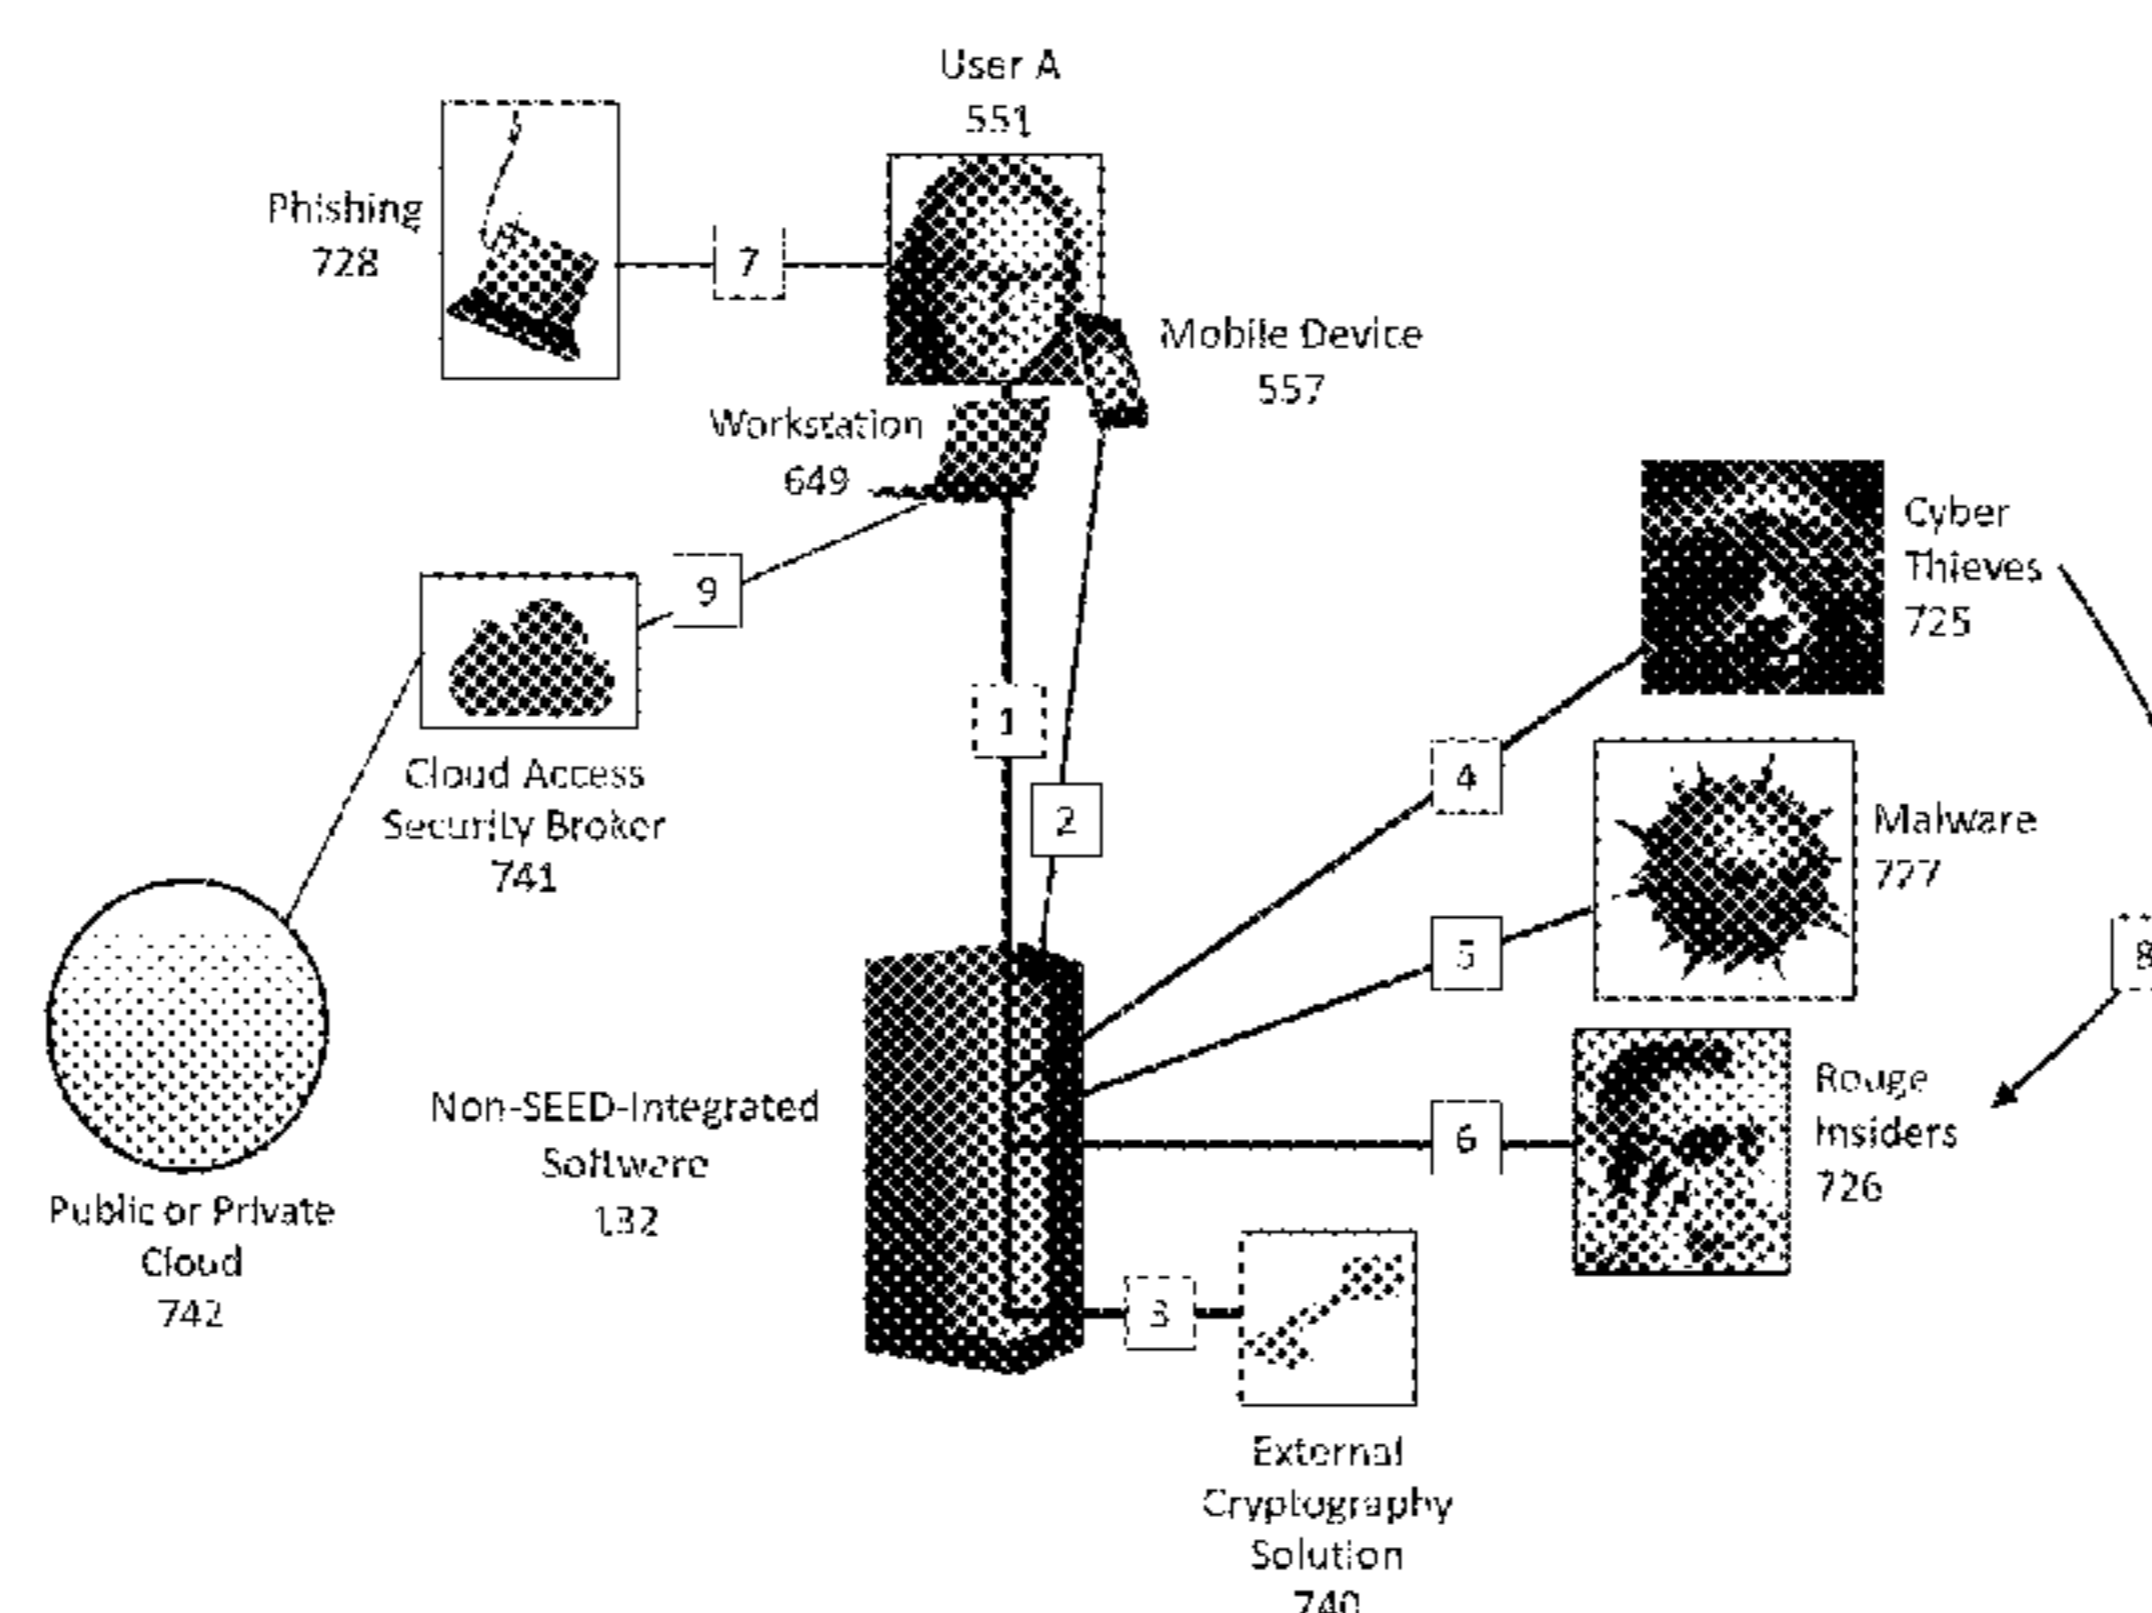 User A
551
Phishing
728
7
Mobile Device
557
Workstation
649
Cyber
Thieves
725
9
1
4
2
Cloud Access
Security Broker
741
Malware
727
5
8
Non-SEED-Integrated
Software
132
Rouge
Insiders
726
6
Public or Private
Cloud
742
3
External
Cryptography
Solution
740